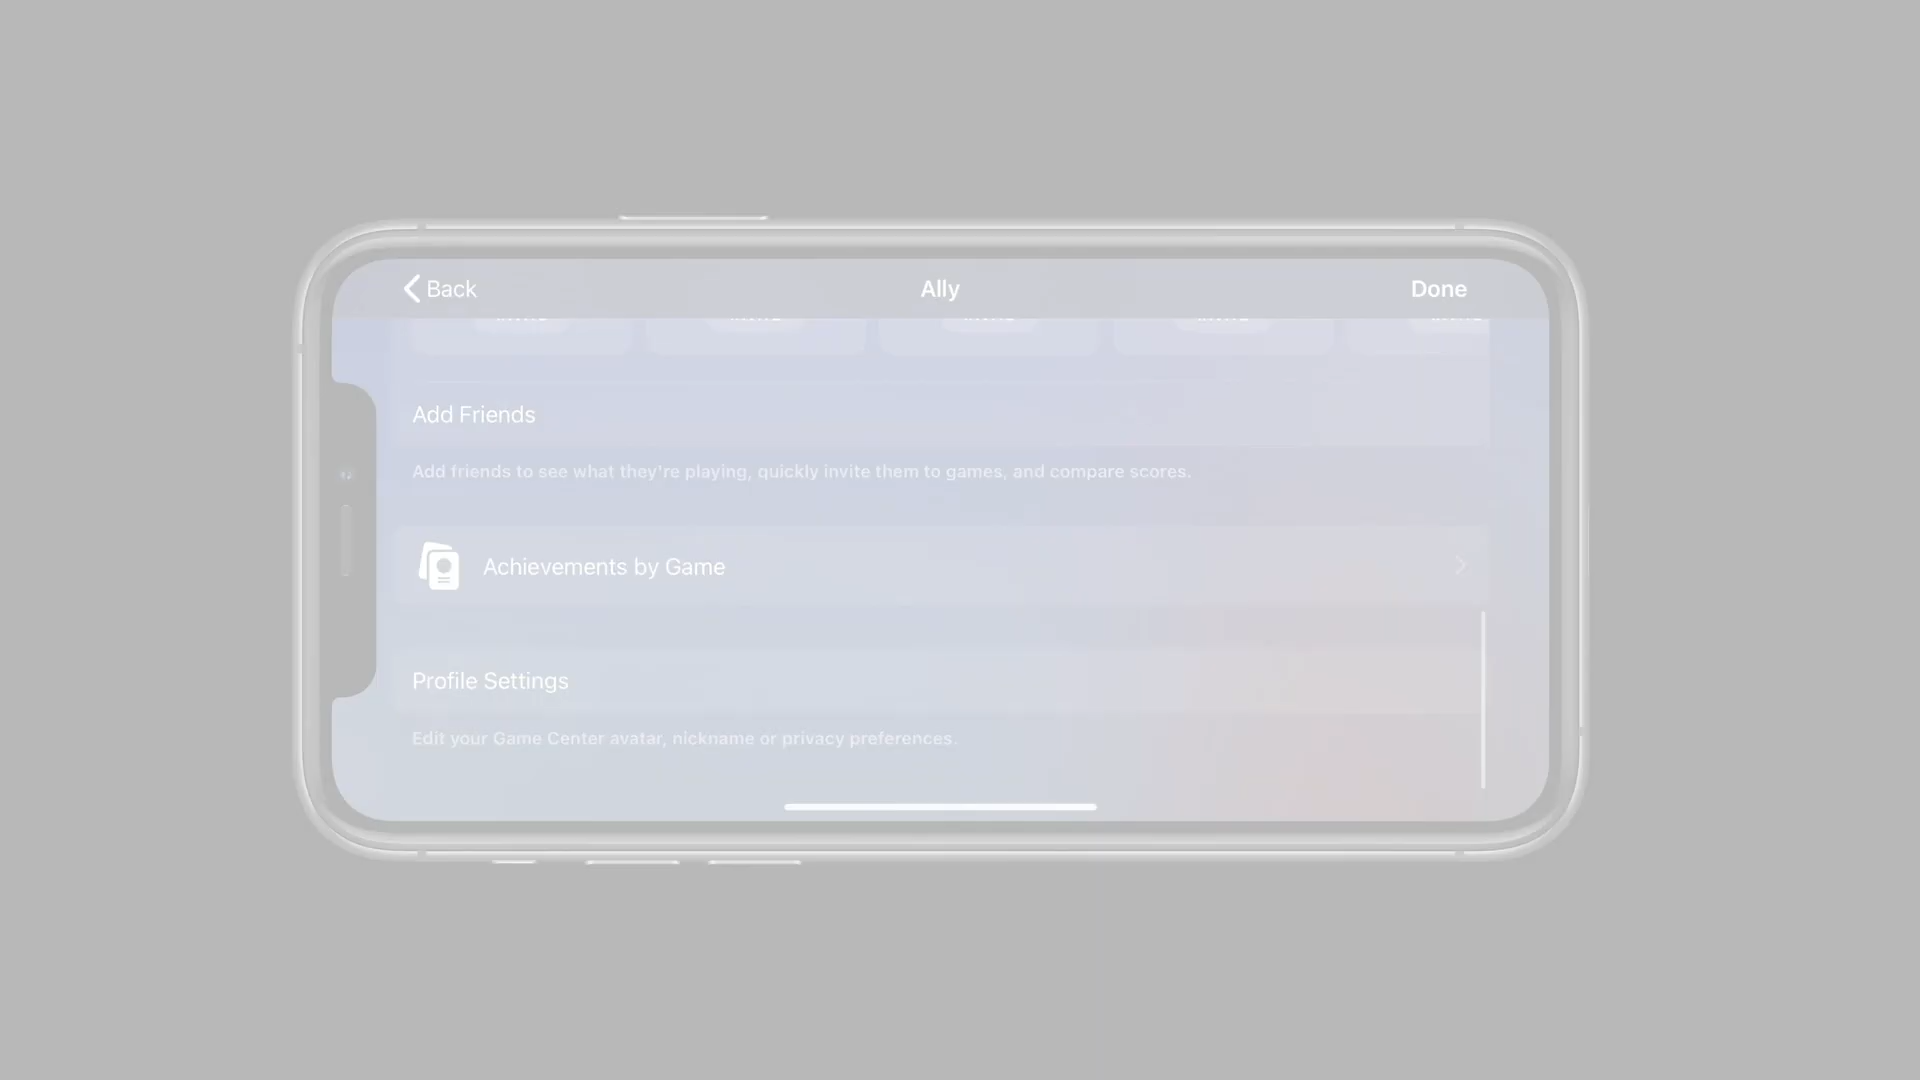 Back
Ally
Done
Add Friends
Add friends to see what they're playing, quickly invite them to games, and compare scores.
Achievements by Game
Profile Settings
Edit your Game Center avatar, nickname or privacy preferences.